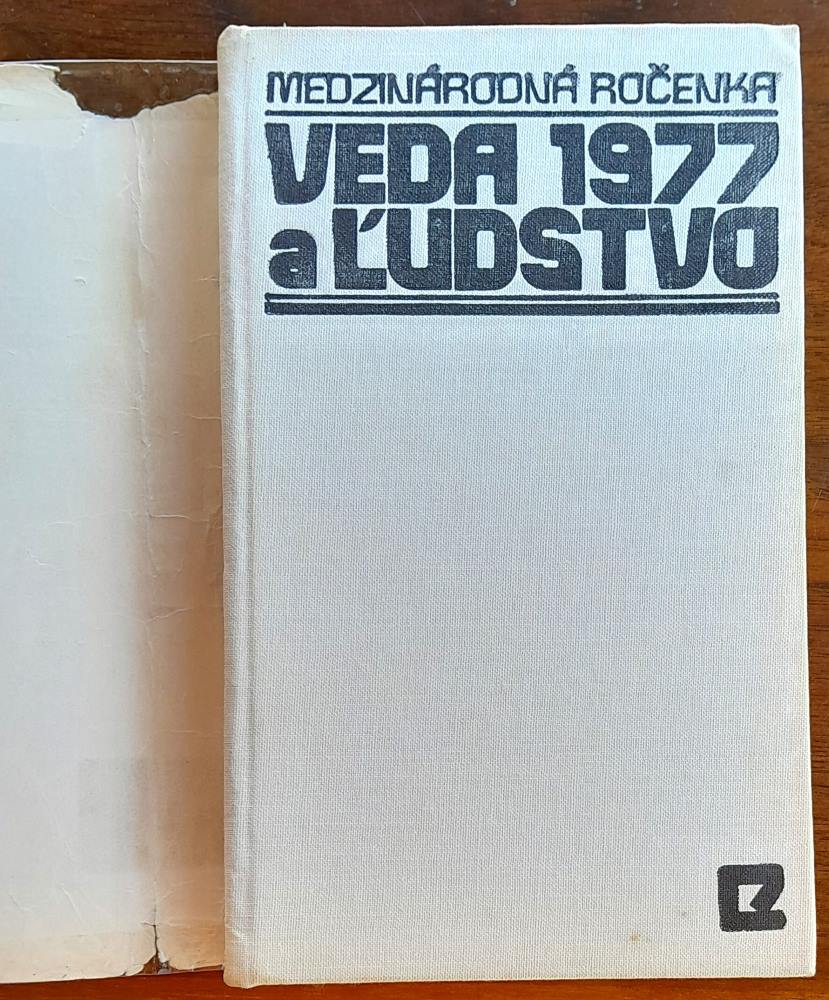 MEDZINÁRODNÁ ROČENKA
VEDA 1977
a ĽUDSTVO